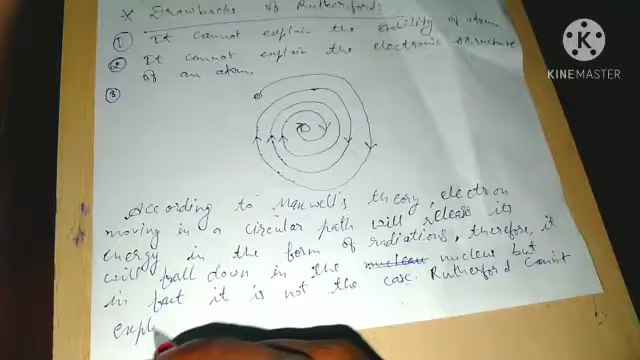 * Drawbacks of Rutherford:
① It cannot explain the stability of atom.
② It cannot explain the electronic structure
of an atom.
③
According to Maxwell's theory, electron
moving in a circular path will release its
energy in the form of radiations, therefore, it
will fall down in the nucleus but
in fact it is not the case. Rutherford Coun't
expl
K
KINEMASTER